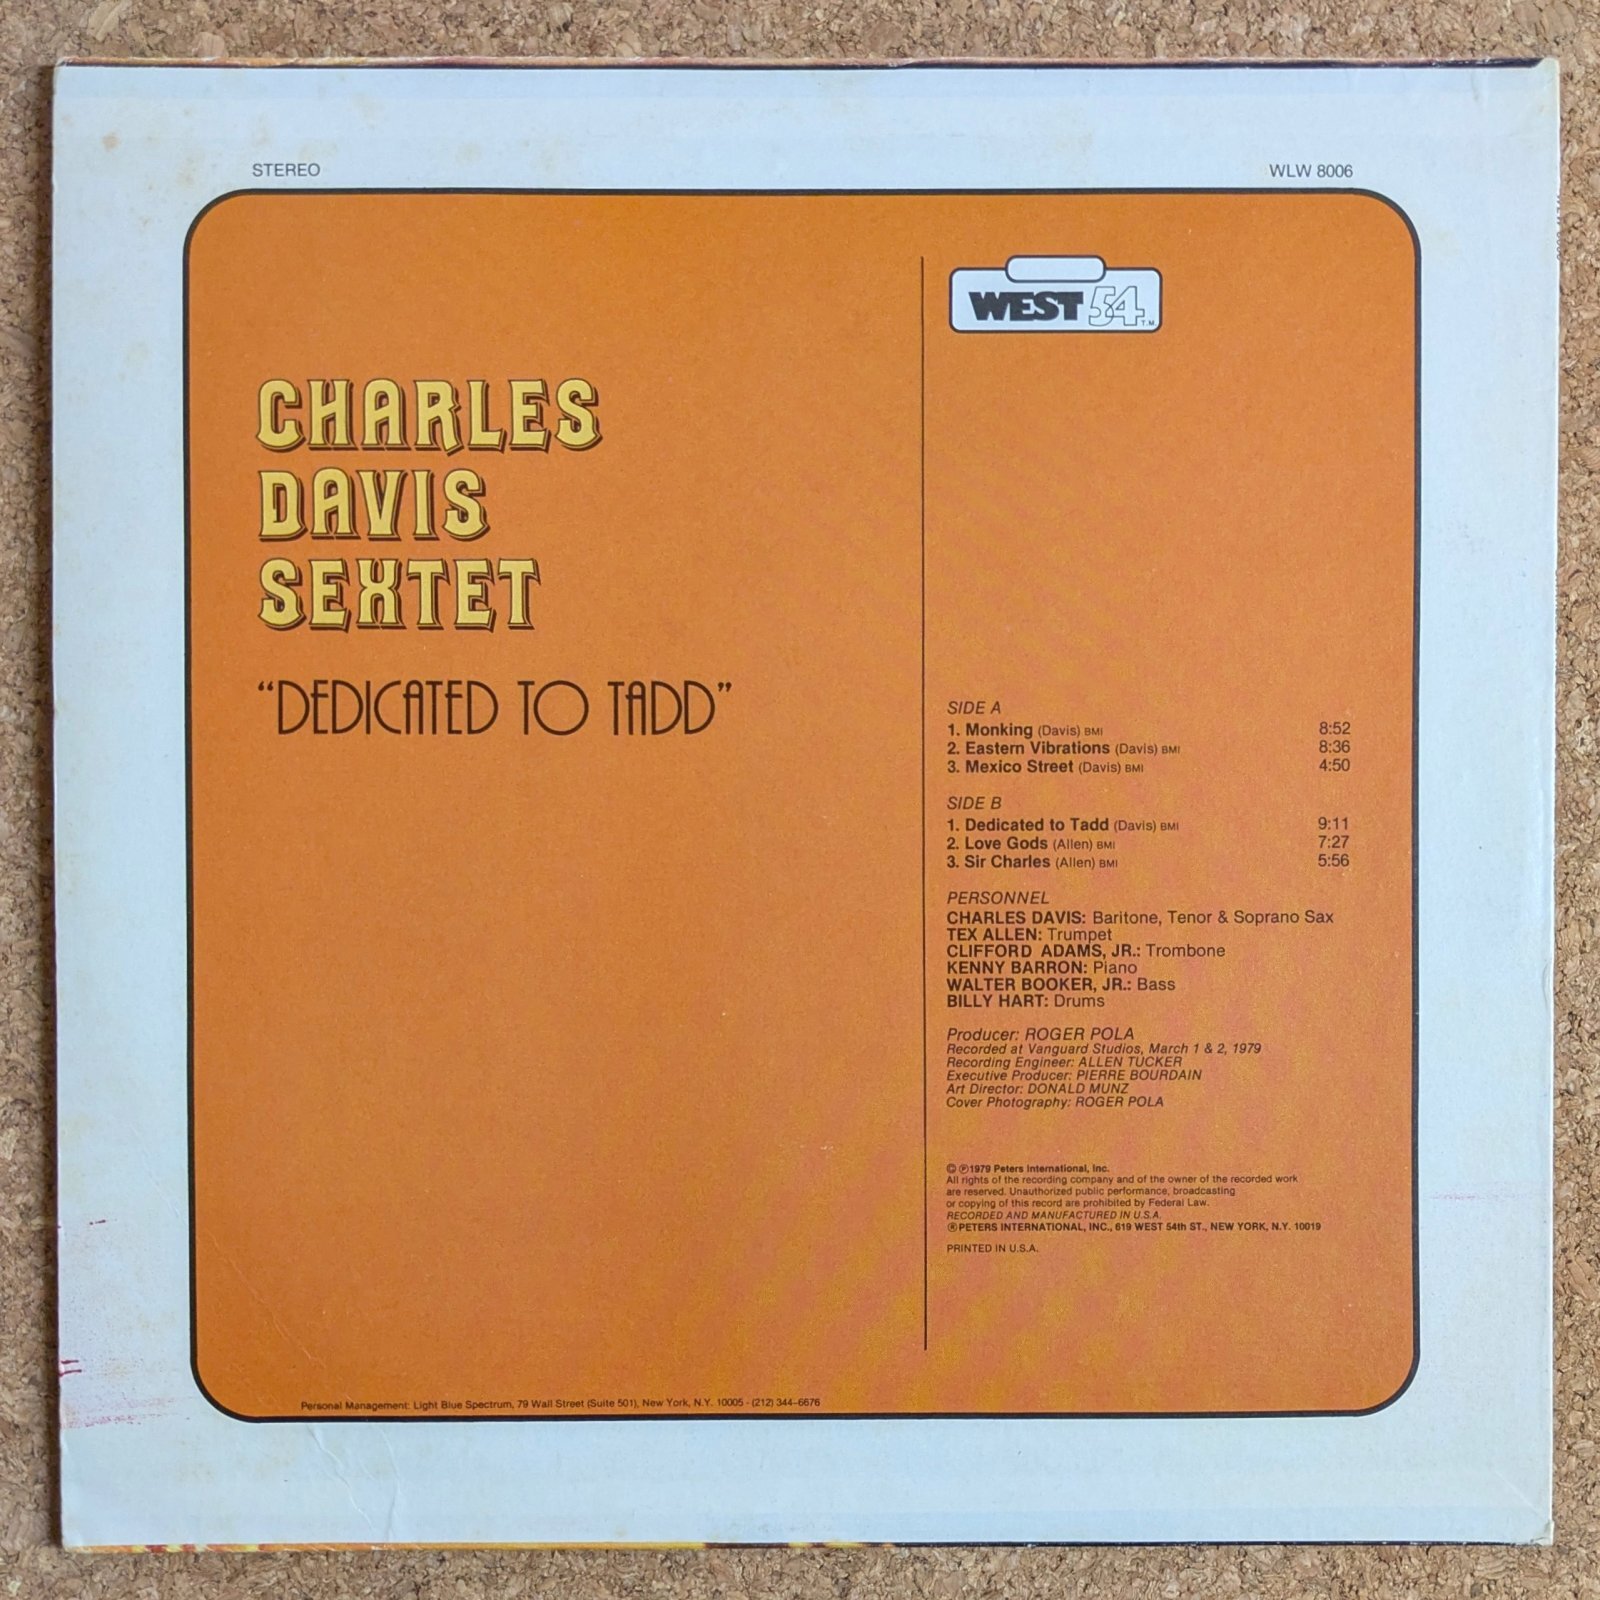 STEREO
WLW 8006
WEST 54 T.M.
CHARLES
DAVIS
SEXTET
“DEDICATED TO TADD”
SIDE A
1. Monking (Davis) BMI 8:52
2. Eastern Vibrations (Davis) BMI 8:36
3. Mexico Street (Davis) BMI 4:50
SIDE B
1. Dedicated to Tadd (Davis) BMI 9:11
2. Love Gods (Allen) BMI 7:27
3. Sir Charles (Allen) BMI 5:56
PERSONNEL
CHARLES DAVIS: Baritone, Tenor & Soprano Sax
TEX ALLEN: Trumpet
CLIFFORD ADAMS, JR.: Trombone
KENNY BARRON: Piano
WALTER BOOKER, JR.: Bass
BILLY HART: Drums
Producer: ROGER POLA
Recorded at Vanguard Studios, March 1 & 2, 1979
Recording Engineer: ALLEN TUCKER
Executive Producer: PIERRE BOURDAIN
Art Director: DONALD MUNZ
Cover Photography: ROGER POLA
© ℗1979 Peters International, Inc.
All rights of the recording company and of the owner of the recorded work
are reserved. Unauthorized public performance, broadcasting
or copying of this record are prohibited by Federal Law.
RECORDED AND MANUFACTURED IN U.S.A.
®PETERS INTERNATIONAL, INC., 619 WEST 54th ST., NEW YORK, N.Y. 10019
PRINTED IN U.S.A.
Personal Management: Light Blue Spectrum, 79 Wall Street (Suite 501), New York, N.Y. 10005 - (212) 344-6676